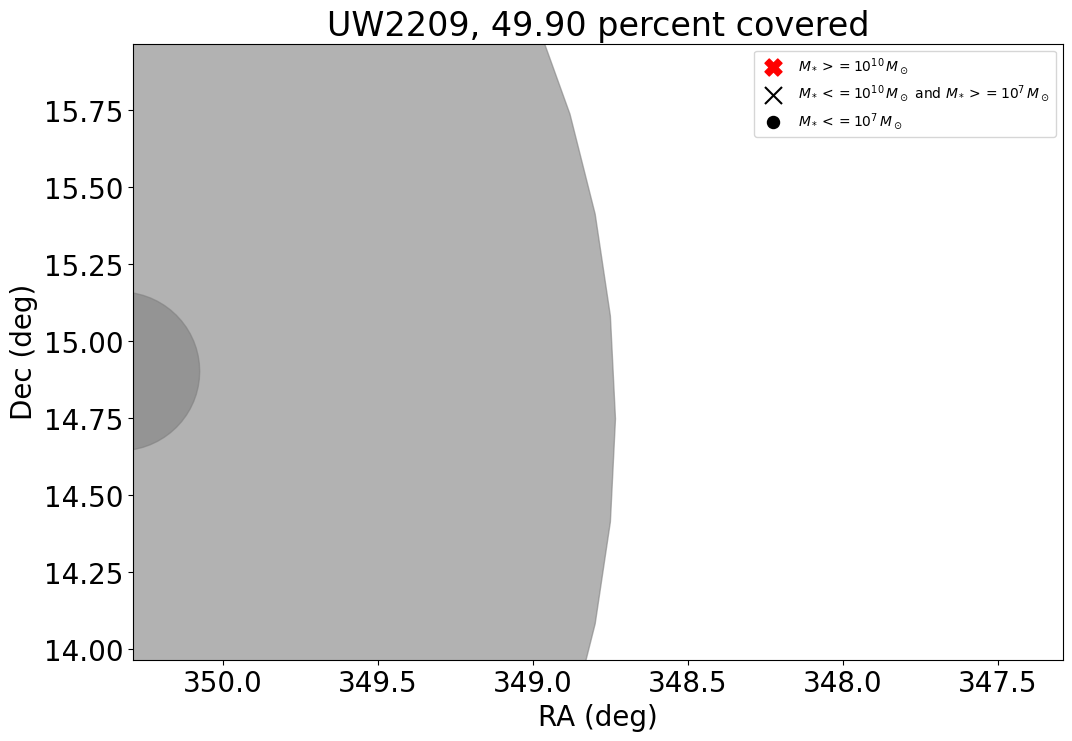 UW2209, 49.90 percent covered
M* >= 10^10 M⊙
M* <= 10^10 M⊙ and M* >= 10^7 M⊙
M* <= 10^7 M⊙
15.75
15.50
15.25
15.00
14.75
14.50
14.25
14.00
Dec (deg)
350.0 349.5 349.0 348.5 348.0 347.5
RA (deg)